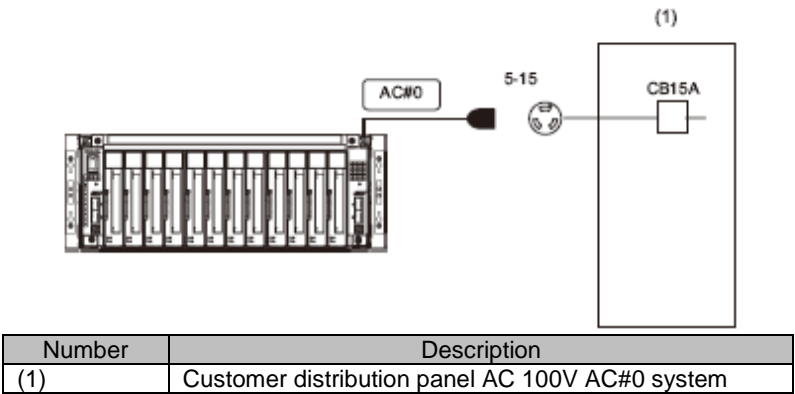 (1)
5-15
CB15A
AC#0
Number Description
(1) Customer distribution panel AC 100V AC#0 system